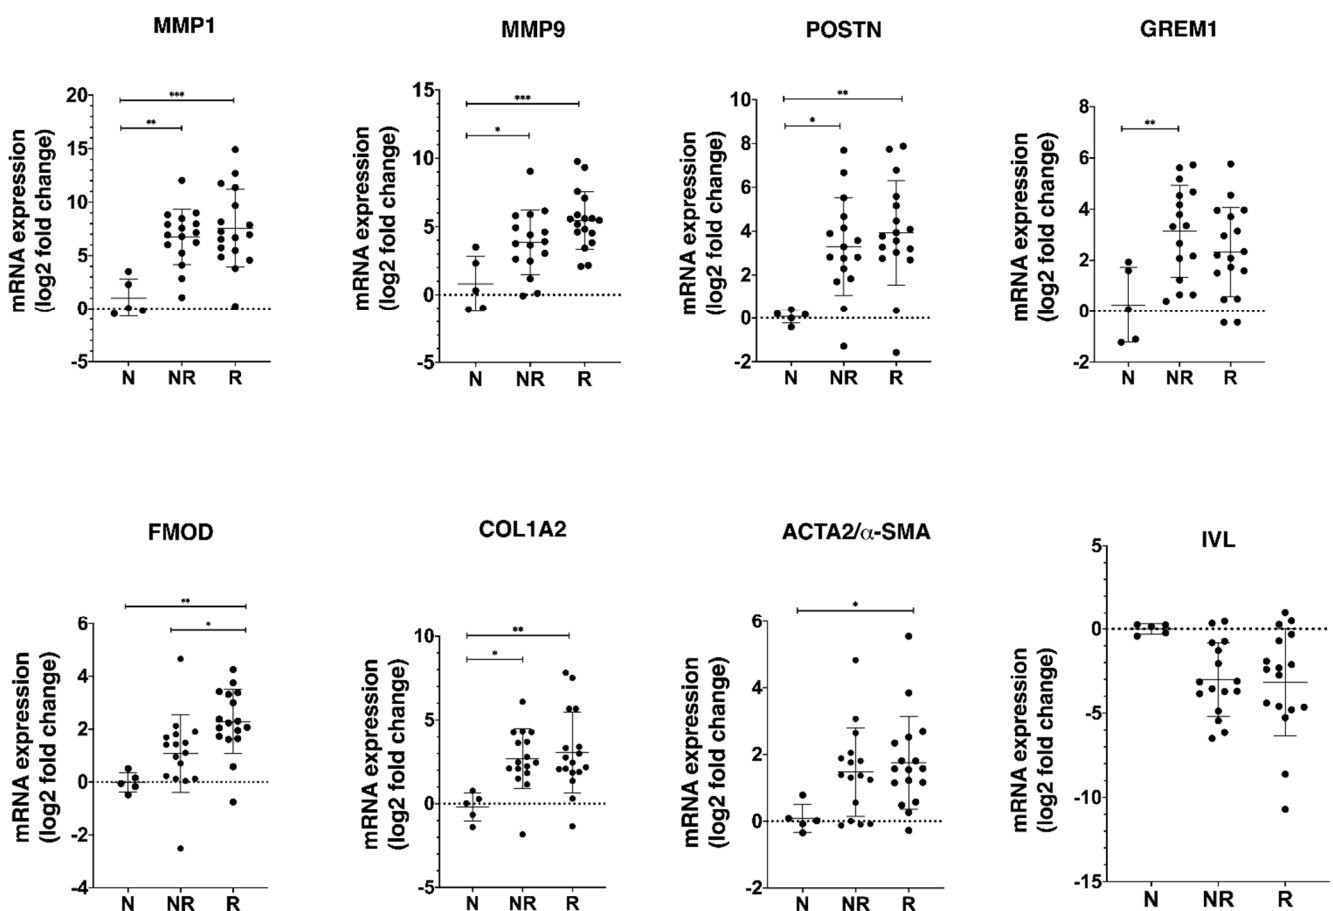 MMP1
mRNA expression
(log2 fold change)
20
15
10
5
0
-5
***
**
N NR R
MMP9
mRNA expression
(log2 fold change)
15
10
5
0
-5
***
*
N NR R
POSTN
mRNA expression
(log2 fold change)
10
8
6
4
2
0
-2
**
*
N NR R
GREM1
mRNA expression
(log2 fold change)
8
6
4
2
0
-2
**
N NR R
FMOD
mRNA expression
(log2 fold change)
6
4
2
0
-2
-4
**
*
N NR R
COL1A2
mRNA expression
(log2 fold change)
10
5
0
-5
**
*
N NR R
ACTA2/α-SMA
mRNA expression
(log2 fold change)
6
4
2
0
-2
*
N NR R
IVL
mRNA expression
(log2 fold change)
5
0
-5
-10
-15
N NR R